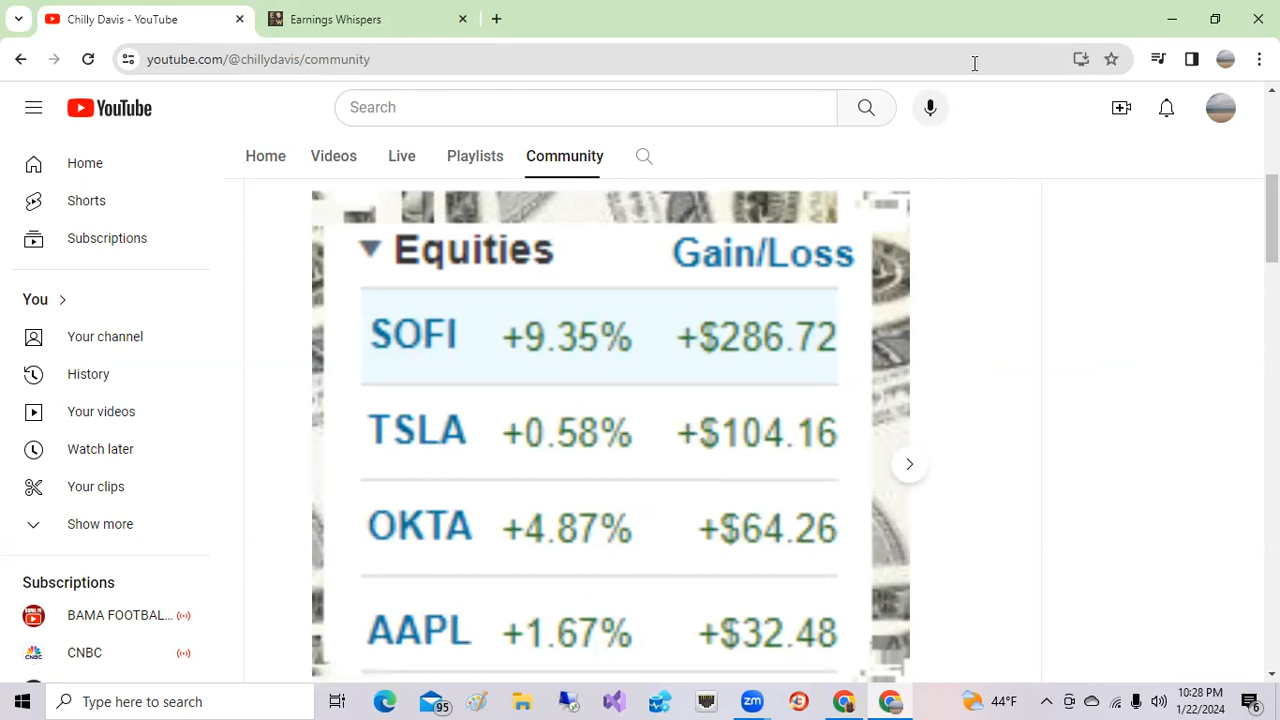 Chilly Davis - YouTube
Earnings Whispers
youtube.com/@chillydavis/community
YouTube
Search
Home
Videos
Live
Playlists
Community
Home
Shorts
Subscriptions
You
Your channel
History
Your videos
Watch later
Your clips
Show more
Subscriptions
BAMA FOOTBAL...
CNBC
Equities Gain/Loss
SOFI +9.35% +$286.72
TSLA +0.58% +$104.16
OKTA +4.87% +$64.26
AAPL +1.67% +$32.48
Type here to search
95
zm
44°F
10:28 PM
1/22/2024
6